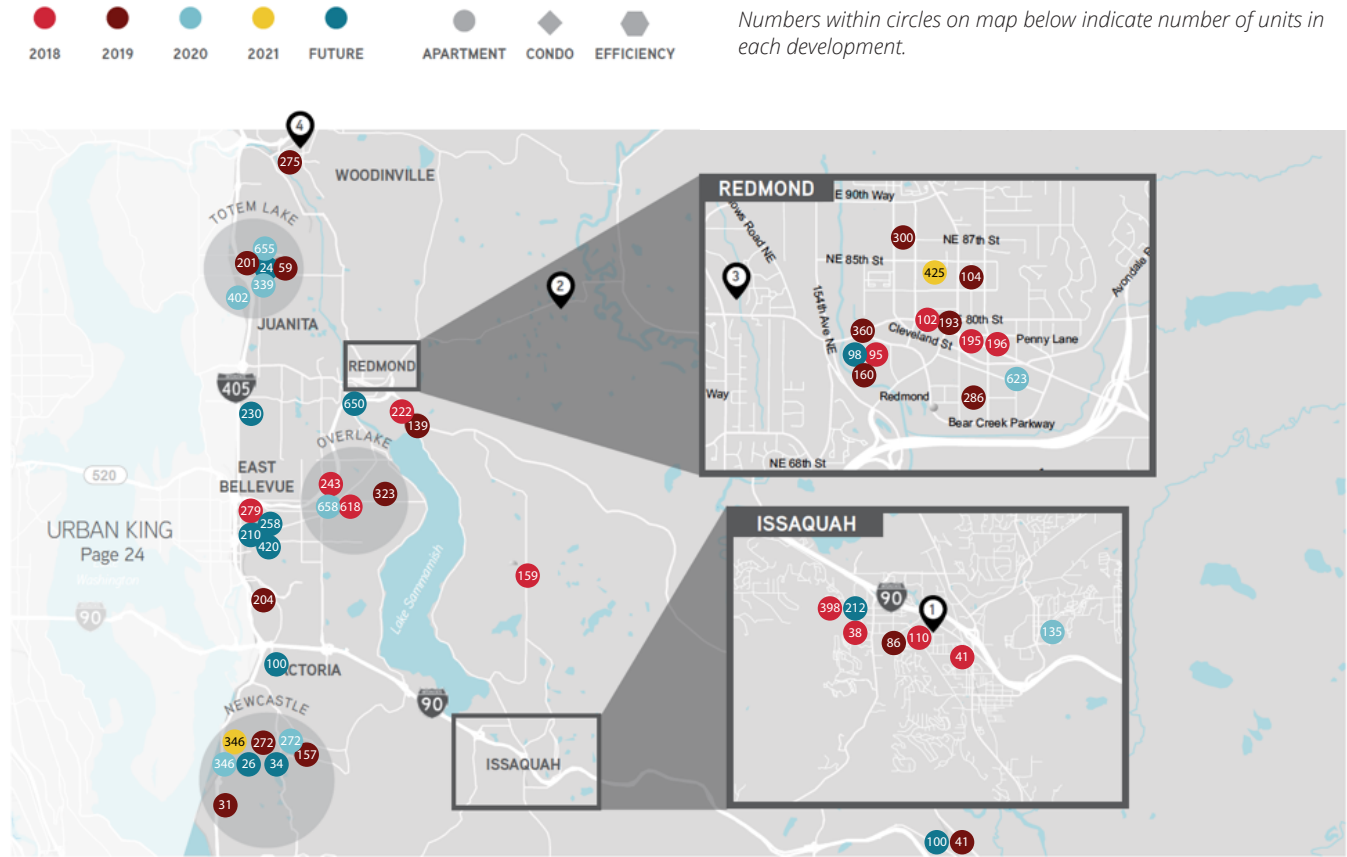 2018
2019
2020
2021
FUTURE
APARTMENT
CONDO
EFFICIENCY
Numbers within circles on map below indicate number of units in
each development.
4
275
WOODINVILLE
TOTEM LAKE
655
201
24
59
339
402
JUANITA
2
REDMOND
405
230
650
222
139
OVERLAKE
243
323
658
618
520
EAST
BELLEVUE
279
258
210
420
URBAN KING
Page 24
Washington
90
204
159
Lake Sammamish
100
CTORIA
90
NEWCASTLE
346
272
272
157
346
26
34
31
ISSAQUAH
REDMOND
E 90th Way
ows Road NE
300
NE 87th St
NE 85th St
3
425
104
Avondale
154th Ave NE
102
193
80th St
360
Cleveland St
195
196
Penny Lane
98
95
160
623
Way
Redmond
286
Bear Creek Parkway
NE 68th St
ISSAQUAH
90
398
212
1
38
86
110
135
41
100
41